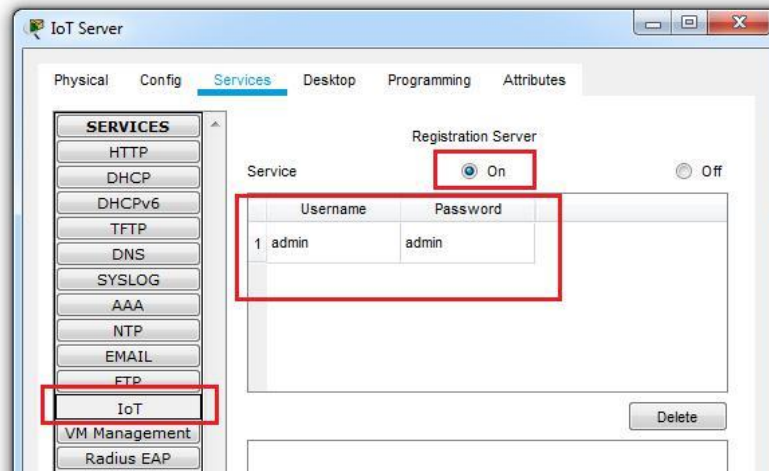 IoT Server
Physical Config Services Desktop Programming Attributes
SERVICES
HTTP
DHCP
DHCPv6
TFTP
DNS
SYSLOG
AAA
NTP
EMAIL
FTP
IoT
VM Management
Radius EAP
Registration Server
Service On Off
Username Password
1 admin admin
Delete